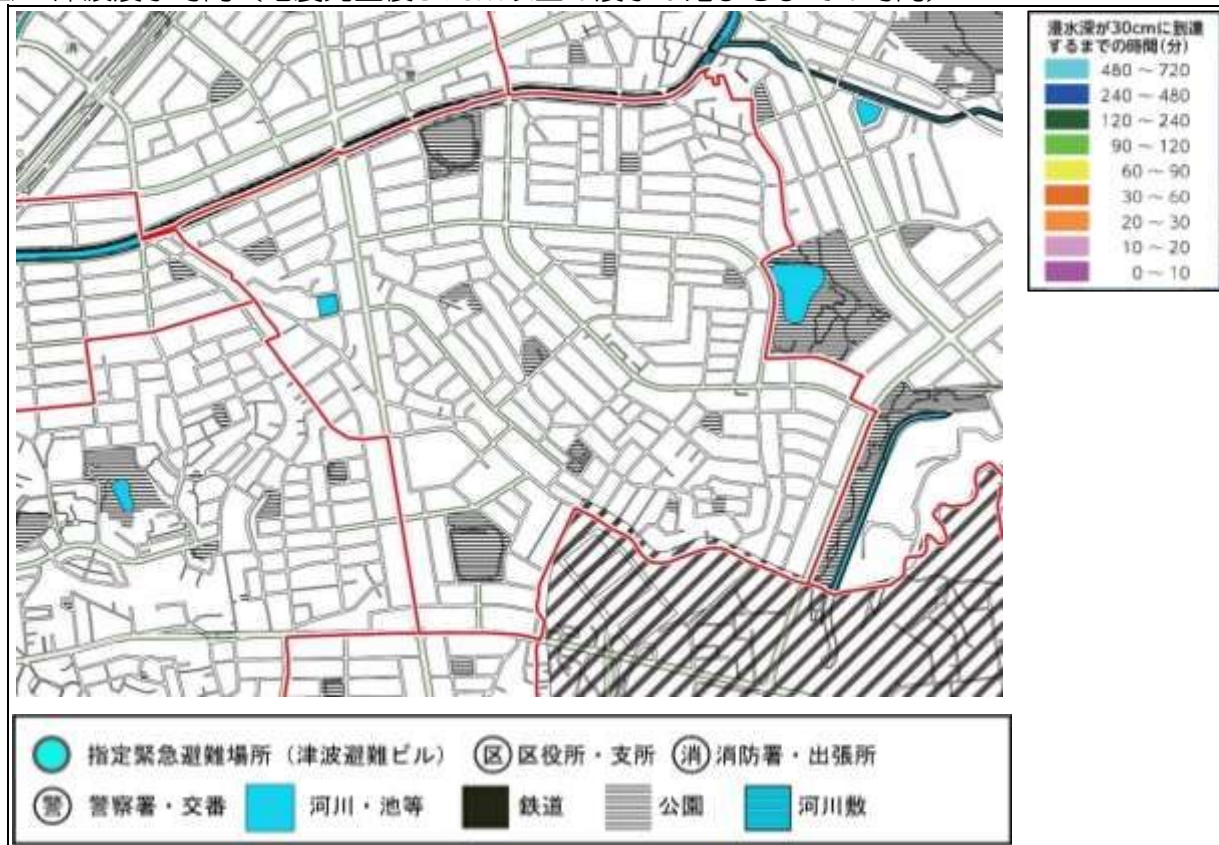 消
警
浸水深が30cmに到達
するまでの時間(分)
480 ～ 720
240 ～ 480
120 ～ 240
90 ～ 120
60 ～ 90
30 ～ 60
20 ～ 30
10 ～ 20
0 ～ 10
指定緊急避難場所（津波避難ビル） 区 区役所・支所 消 消防署・出張所
警 警察署・交番 河川・池等 鉄道 公園 河川敷